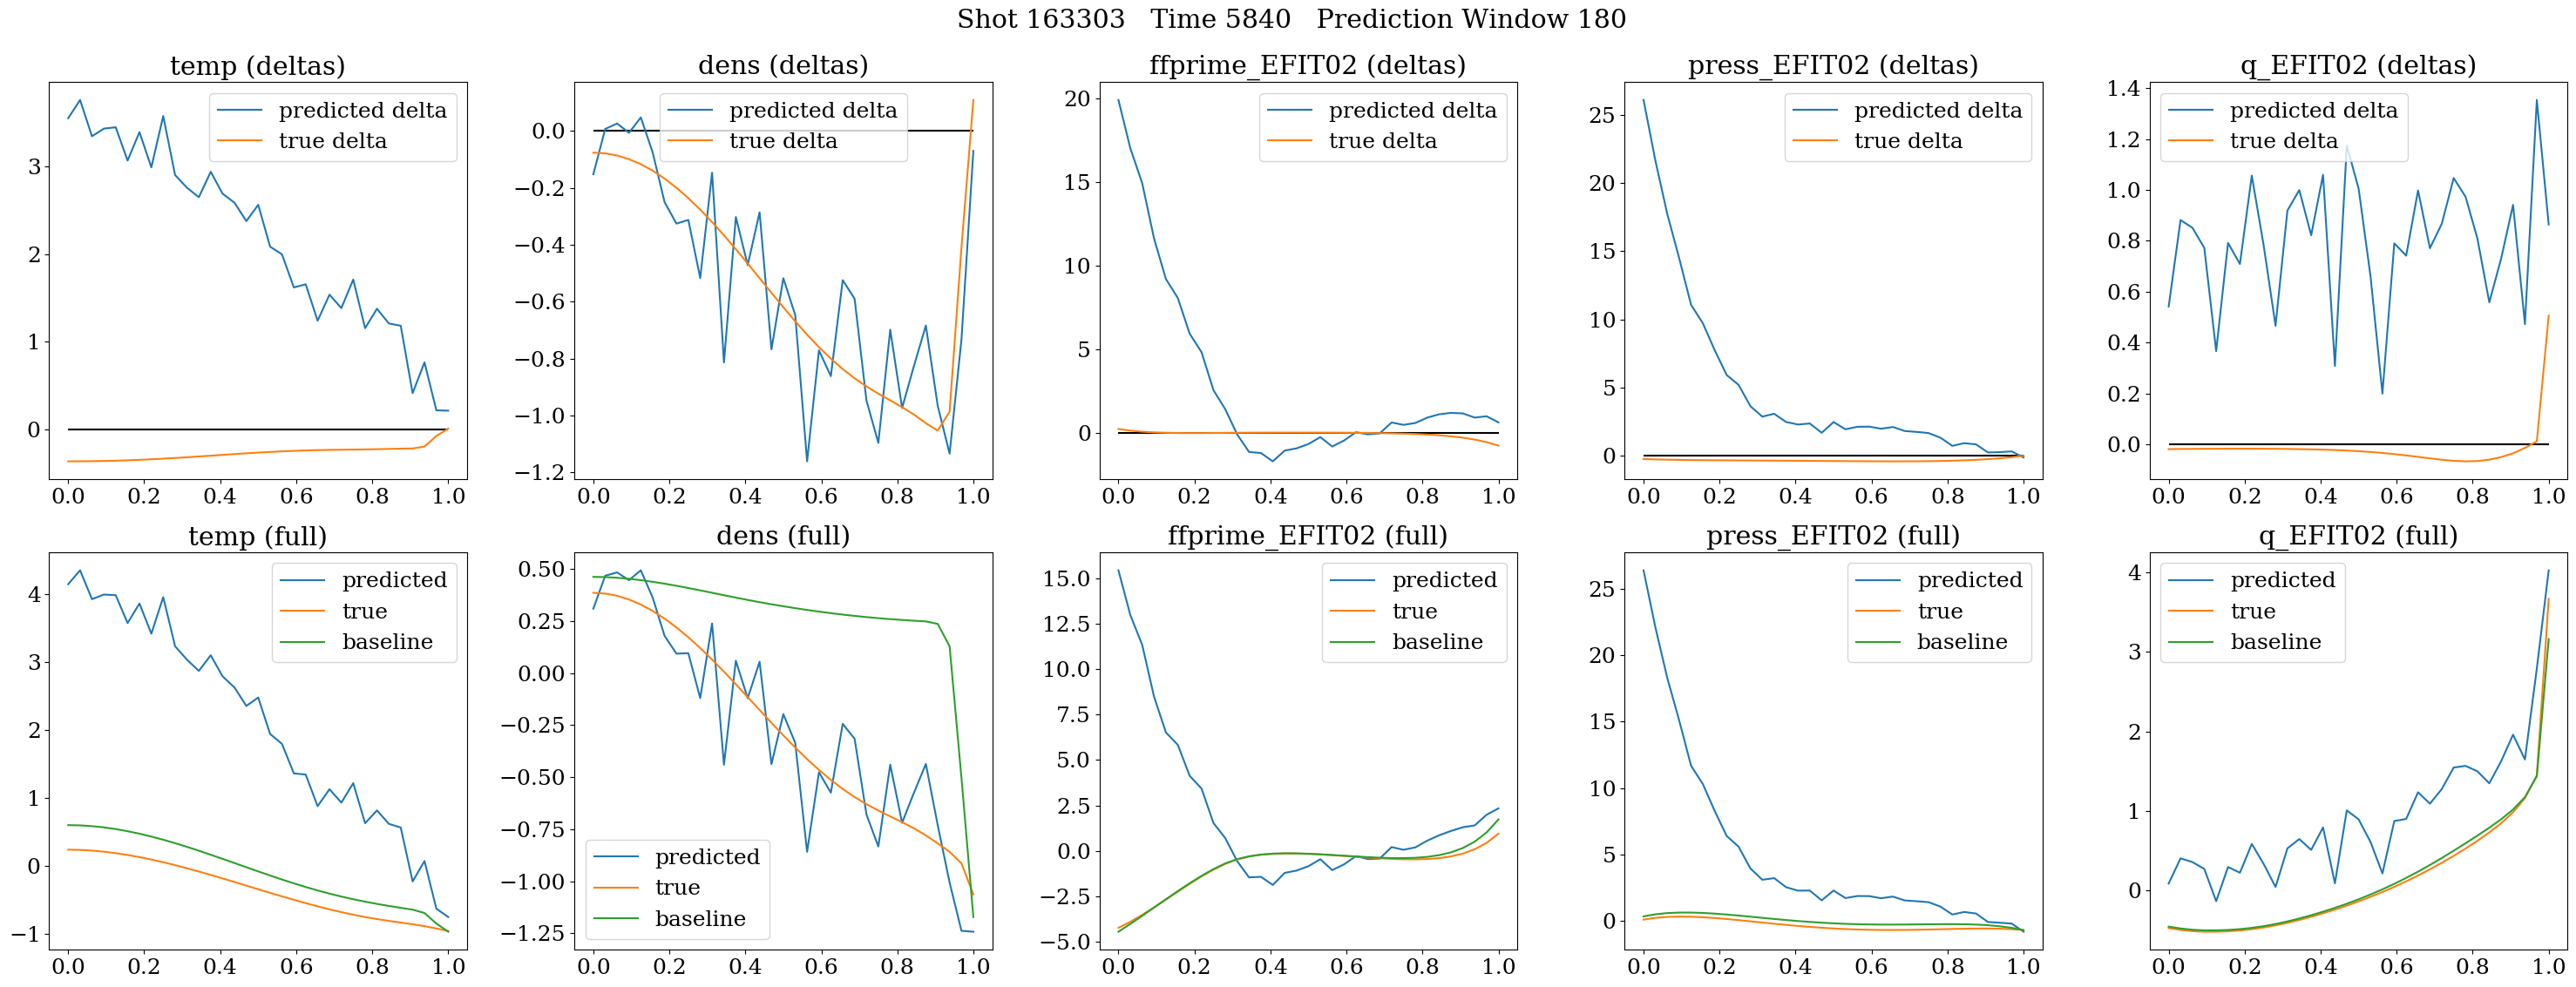 Shot 163303   Time 5840   Prediction Window 180
temp (deltas)
predicted delta
true delta
3
2
1
0
0.0 0.2 0.4 0.6 0.8 1.0
dens (deltas)
predicted delta
true delta
0.0
−0.2
−0.4
−0.6
−0.8
−1.0
−1.2
0.0 0.2 0.4 0.6 0.8 1.0
ffprime_EFIT02 (deltas)
predicted delta
true delta
20
15
10
5
0
0.0 0.2 0.4 0.6 0.8 1.0
press_EFIT02 (deltas)
predicted delta
true delta
25
20
15
10
5
0
0.0 0.2 0.4 0.6 0.8 1.0
q_EFIT02 (deltas)
predicted delta
true delta
1.4
1.2
1.0
0.8
0.6
0.4
0.2
0.0
0.0 0.2 0.4 0.6 0.8 1.0
temp (full)
predicted
true
baseline
4
3
2
1
0
−1
0.0 0.2 0.4 0.6 0.8 1.0
dens (full)
0.50
0.25
0.00
−0.25
−0.50
−0.75
−1.00
−1.25
predicted
true
baseline
0.0 0.2 0.4 0.6 0.8 1.0
ffprime_EFIT02 (full)
predicted
true
baseline
15.0
12.5
10.0
7.5
5.0
2.5
0.0
−2.5
−5.0
0.0 0.2 0.4 0.6 0.8 1.0
press_EFIT02 (full)
predicted
true
baseline
25
20
15
10
5
0
0.0 0.2 0.4 0.6 0.8 1.0
q_EFIT02 (full)
predicted
true
baseline
4
3
2
1
0
0.0 0.2 0.4 0.6 0.8 1.0